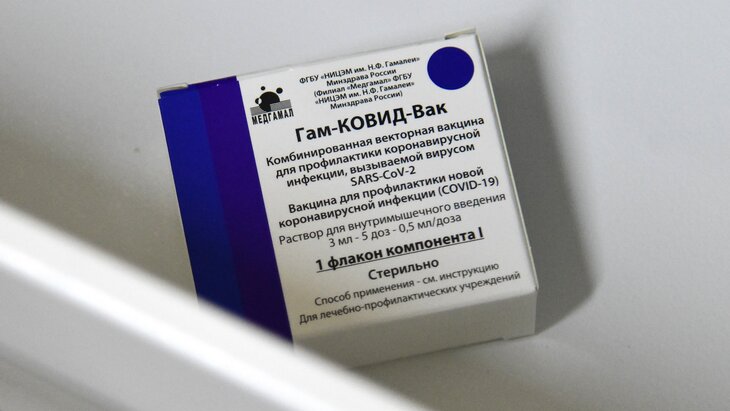 ФГБУ «НИЦЭМ им. Н.Ф. Гамалеи»
Минздрава России
(Филиал «Медгамал» ФГБУ
«НИЦЭМ им. Н.Ф. Гамалеи»
Минздрава России)
МЕДГАМАЛ
Гам-КОВИД-Вак
Комбинированная векторная вакцина
для профилактики коронавирусной
инфекции, вызываемой вирусом
SARS-CoV-2
Вакцина для профилактики новой
коронавирусной инфекции (COVID-19)
Раствор для внутримышечного введения
3 мл - 5 доз - 0,5 мл/доза
1 флакон компонента I
Стерильно
Способ применения - см. инструкцию
Для лечебно-профилактических учреждений